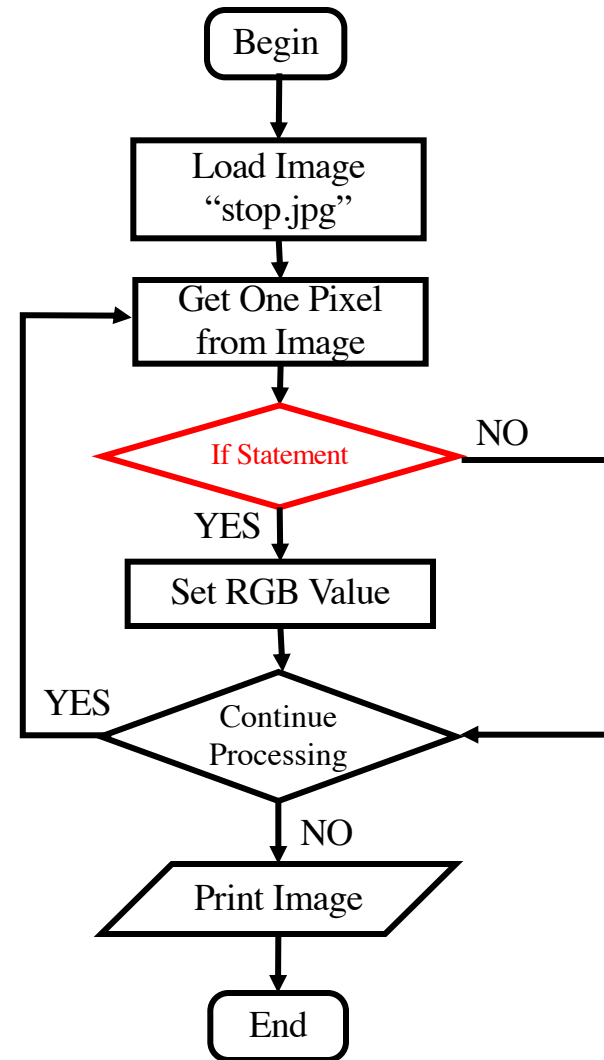 Begin
Load Image
“stop.jpg”
Get One Pixel
from Image
If Statement
NO
YES
Set RGB Value
YES
Continue
Processing
NO
Print Image
End